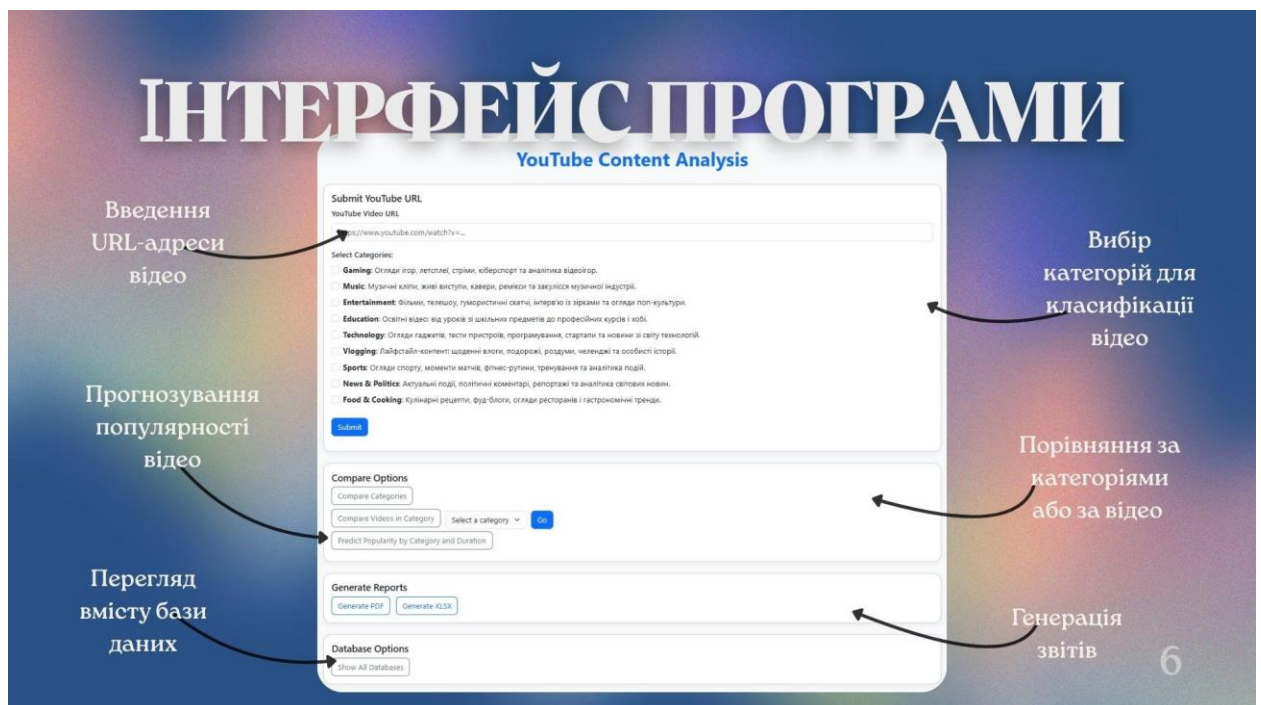 ІНТЕРФЕЙС ПРОГРАМИ
YouTube Content Analysis
Введення
URL-адреси
відео
Прогнозування
популярності
відео
Перегляд
вмісту бази
даних
Submit YouTube URL
YouTube Video URL
://www.youtube.com/watch?v=...
Select Categories:
Gaming: Огляди ігор, летсплеї, стріми, кіберспорт та аналітика відеоігор.
Music: Музичні кліпи, живі виступи, кавери, ремікси та закулісся музичної індустрії.
Entertainment: Фільми, телешоу, гумористичні скетчі, інтерв'ю із зірками та огляди поп-культури.
Education: Освітні відео: від уроків зі шкільних предметів до професійних курсів і хобі.
Technology: Огляди гаджетів, тести пристроїв, програмування, стартапи та новини зі світу технологій.
Vlogging: Лайфстайл-контент: щоденні влоги, подорожі, роздуми, челенджі та особисті історії.
Sports: Огляди спорту, моменти матчів, фітнес-рутини, тренування та аналітика подій.
News & Politics: Актуальні події, політичні коментарі, репортажі та аналітика світових новин.
Food & Cooking: Кулінарні рецепти, фуд-блоги, огляди ресторанів і гастрономічні тренди.
Submit
Compare Options
Compare Categories
Compare Videos in Category Select a category Go
Predict Popularity by Category and Duration
Generate Reports
Generate PDF Generate XLSX
Database Options
Show All Databases
Вибір
категорій для
класифікації
відео
Порівняння за
категоріями
або за відео
Генерація
звітів
6